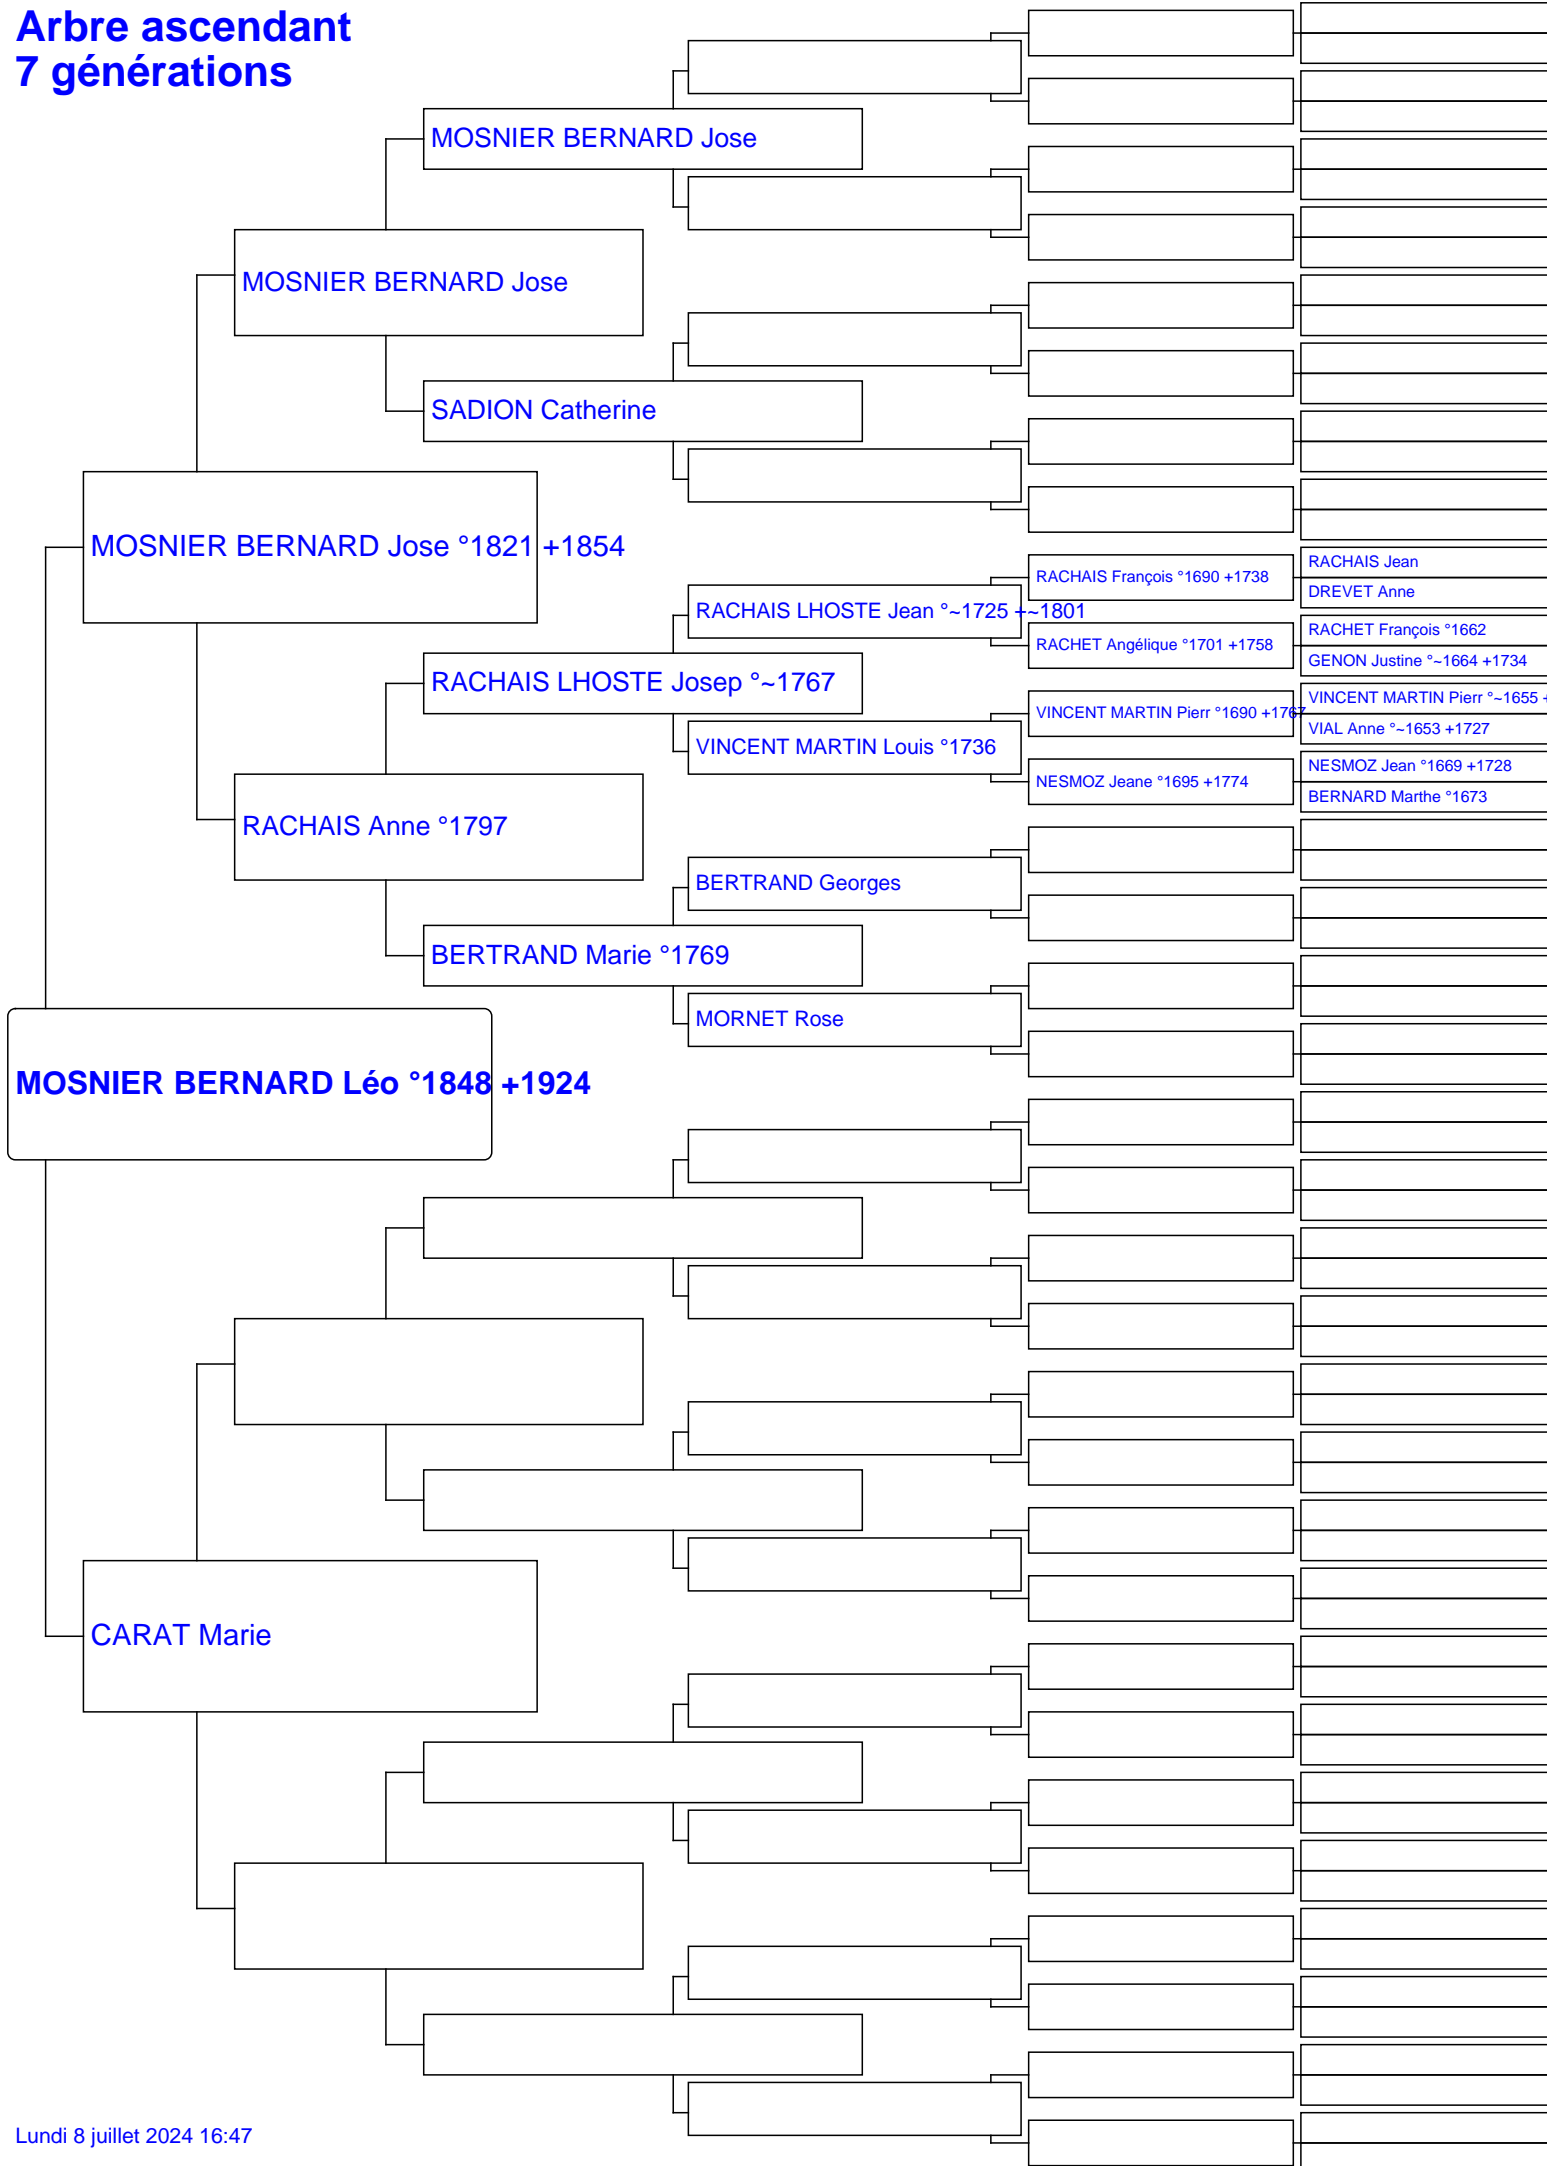 Arbre ascendant
7 générations
MOSNIER BERNARD Jose
MOSNIER BERNARD Jose
SADION Catherine
MOSNIER BERNARD Jose °1821 +1854
RACHAIS François °1690 +1738
RACHAIS Jean
DREVET Anne
RACHAIS LHOSTE Jean °~1725 +~1801
RACHET Angélique °1701 +1758
RACHET François °1662
GENON Justine °~1664 +1734
RACHAIS LHOSTE Josep °~1767
VINCENT MARTIN Pierr °1690 +1767
VINCENT MARTIN Pierr °~1655 +
VIAL Anne °~1653 +1727
VINCENT MARTIN Louis °1736
NESMOZ Jeane °1695 +1774
NESMOZ Jean °1669 +1728
BERNARD Marthe °1673
RACHAIS Anne °1797
BERTRAND Georges
BERTRAND Marie °1769
MORNET Rose
MOSNIER BERNARD Léo °1848 +1924
CARAT Marie
Lundi 8 juillet 2024 16:47